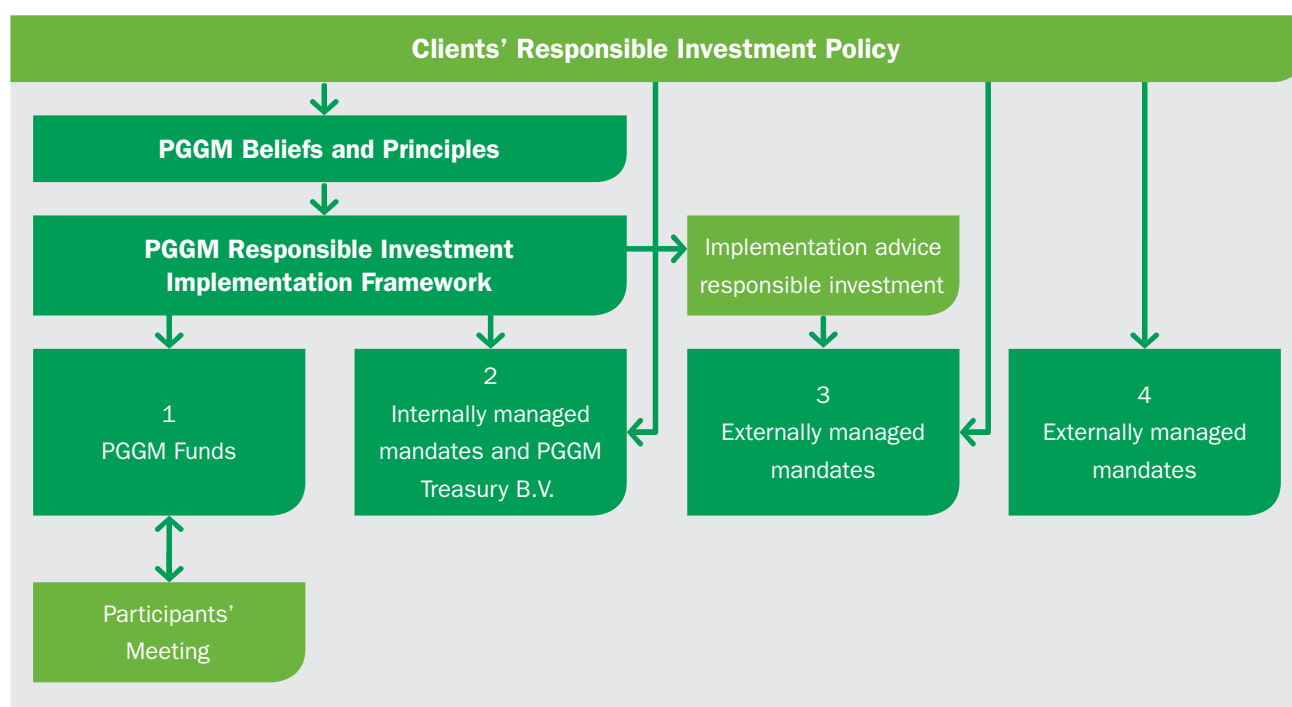 Clients’ Responsible Investment Policy
PGGM Beliefs and Principles
PGGM Responsible Investment
Implementation Framework
Implementation advice
responsible investment
1
PGGM Funds
2
Internally managed
mandates and PGGM
Treasury B.V.
3
Externally managed
mandates
4
Externally managed
mandates
Participants’
Meeting